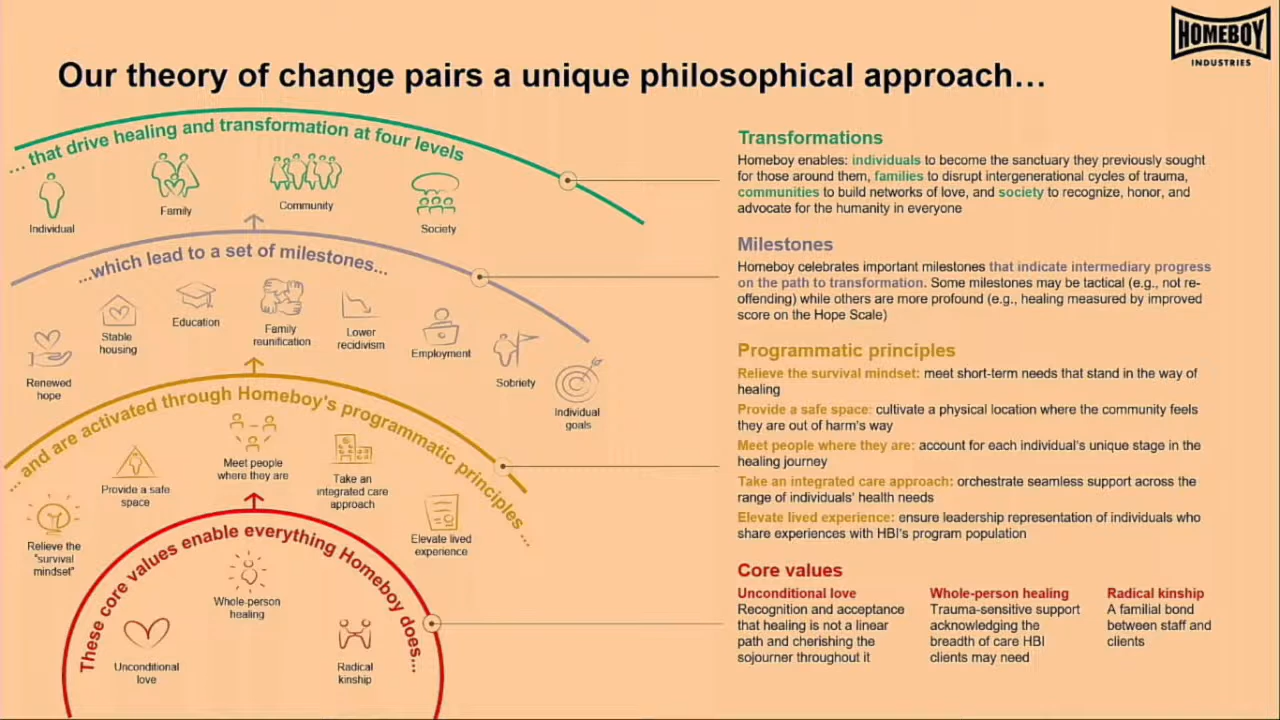 HOMEBOY
INDUSTRIES
Our theory of change pairs a unique philosophical approach…
… that drive healing and transformation at four levels
Individual
Family
Community
Society
...which lead to a set of milestones...
Renewed
hope
Stable
housing
Education
Family
reunification
Lower
recidivism
Employment
Sobriety
Individual
goals
… and are activated through Homeboy's programmatic principles …
Relieve the
"survival
mindset"
Provide a safe
space
Meet people
where they are
Take an
integrated care
approach
Elevate lived
experience
These core values enable everything Homeboy does...
Unconditional
love
Whole-person
healing
Radical
kinship
Transformations
Homeboy enables: individuals to become the sanctuary they previously sought
for those around them, families to disrupt intergenerational cycles of trauma,
communities to build networks of love, and society to recognize, honor, and
advocate for the humanity in everyone
Milestones
Homeboy celebrates important milestones that indicate intermediary progress
on the path to transformation. Some milestones may be tactical (e.g., not re-
offending) while others are more profound (e.g., healing measured by improved
score on the Hope Scale)
Programmatic principles
Relieve the survival mindset: meet short-term needs that stand in the way of
healing
Provide a safe space: cultivate a physical location where the community feels
they are out of harm's way
Meet people where they are: account for each individual's unique stage in the
healing journey
Take an integrated care approach: orchestrate seamless support across the
range of individuals' health needs
Elevate lived experience: ensure leadership representation of individuals who
share experiences with HBI's program population
Core values
Unconditional love
Recognition and acceptance
that healing is not a linear
path and cherishing the
sojourner throughout it
Whole-person healing
Trauma-sensitive support
acknowledging the
breadth of care HBI
clients may need
Radical kinship
A familial bond
between staff and
clients